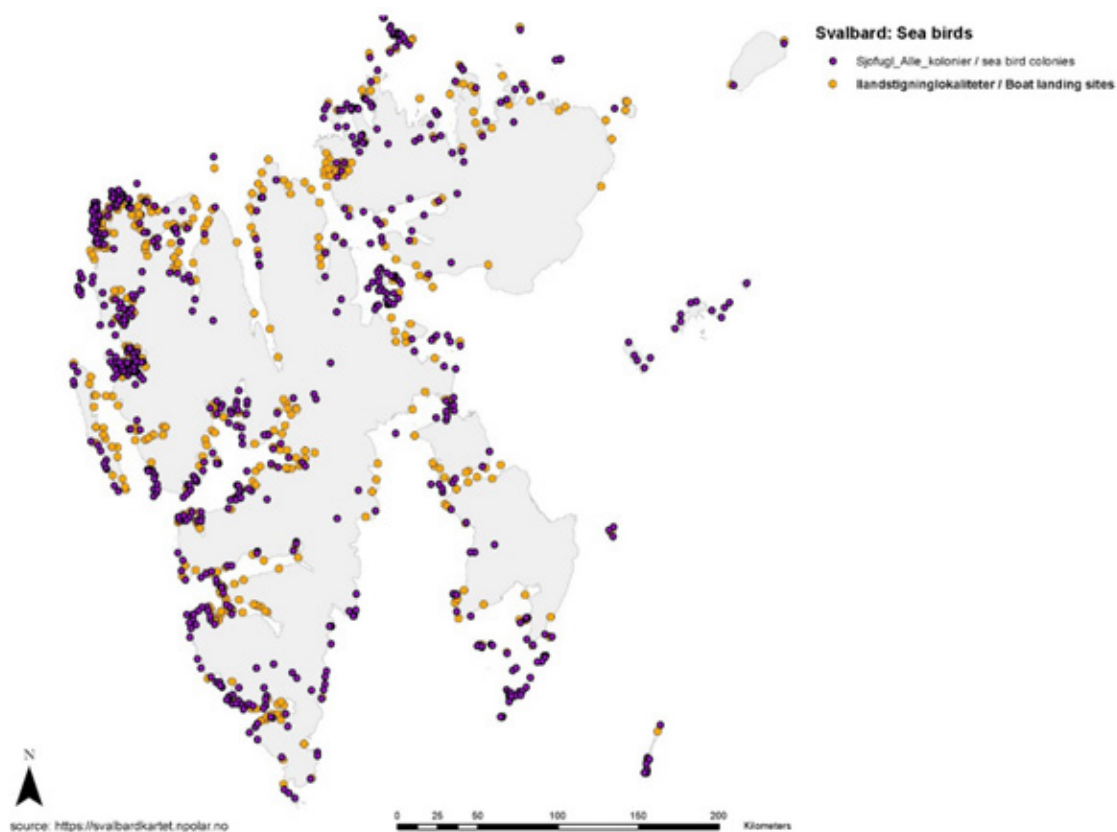 Svalbard: Sea birds
Sjofugl_Alle_kolonier / sea bird colonies
Ilandstigninglokaliteter / Boat landing sites
N
0 25 50 100 150 200
Kilometers
source: https://svalbardkartet.npolar.no